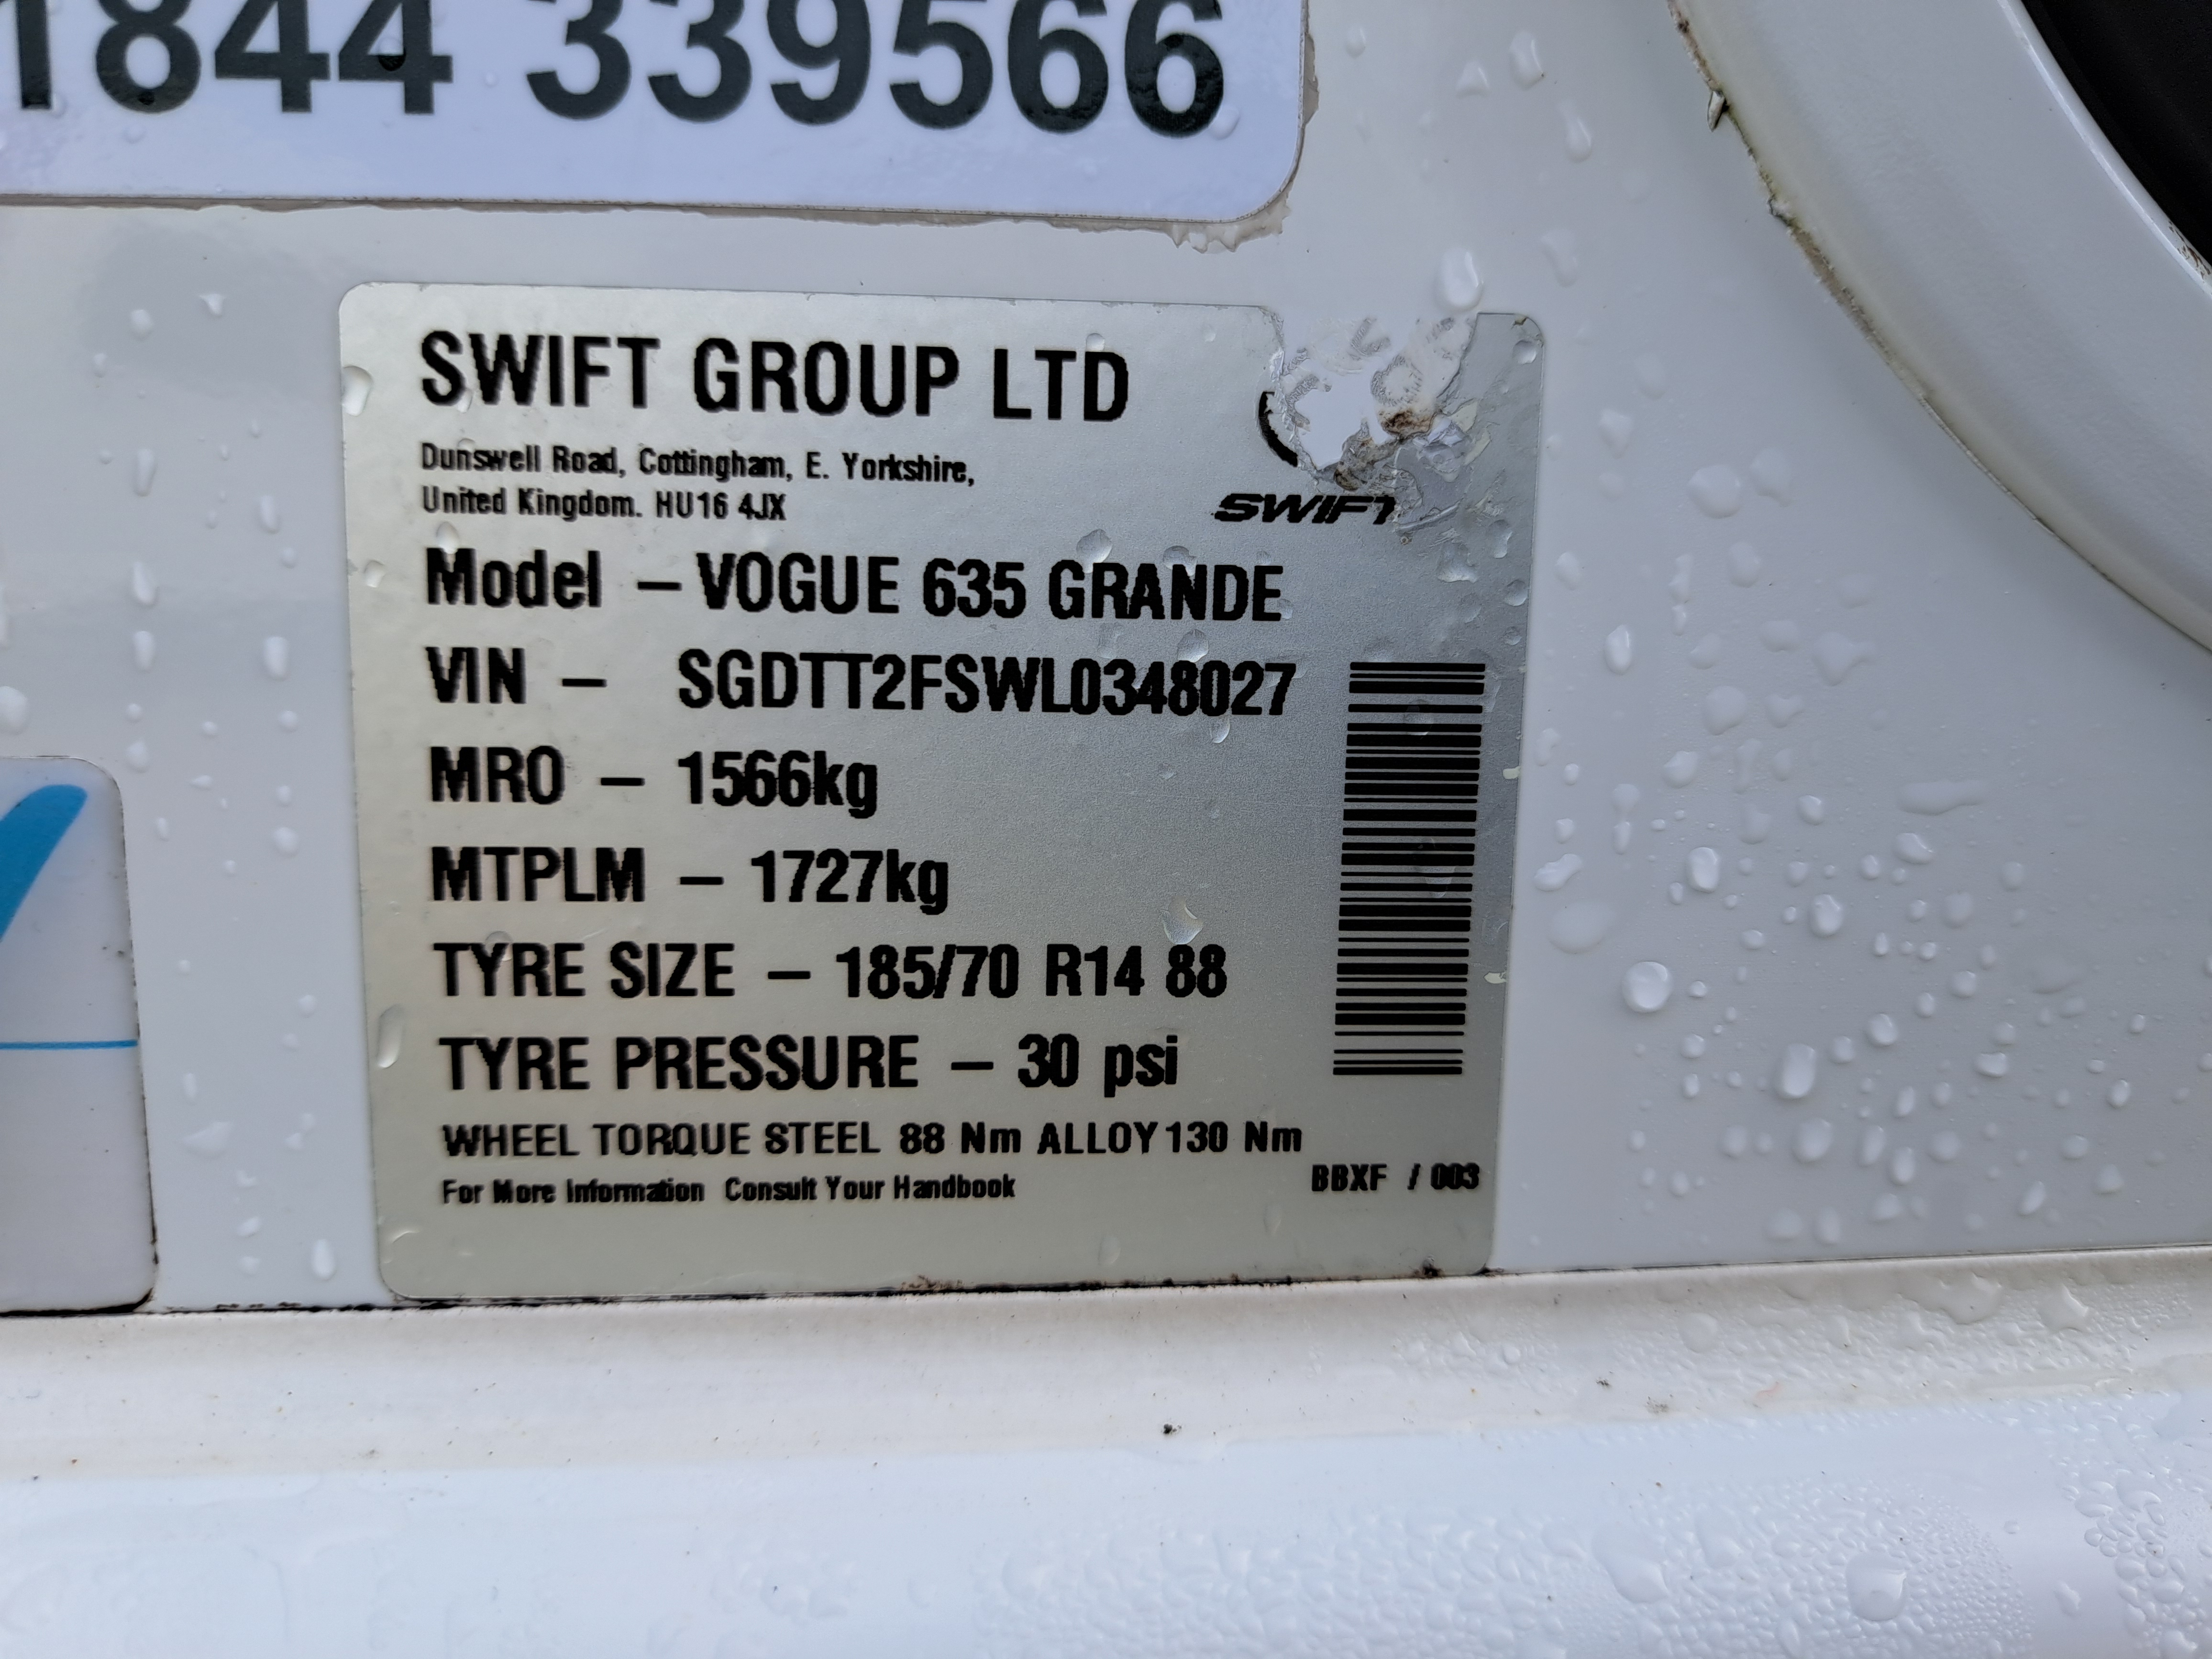 1844 339566
SWIFT GROUP LTD
Dunswell Road, Cottingham, E. Yorkshire,
United Kingdom. HU16 4JX
SWIFT
Model – VOGUE 635 GRANDE
VIN – SGDTT2FSWL0348027
MRO – 1566kg
MTPLM – 1727kg
TYRE SIZE – 185/70 R14 88
TYRE PRESSURE – 30 psi
WHEEL TORQUE STEEL 88 Nm ALLOY 130 Nm
For More Information Consult Your Handbook
BBXF / 003